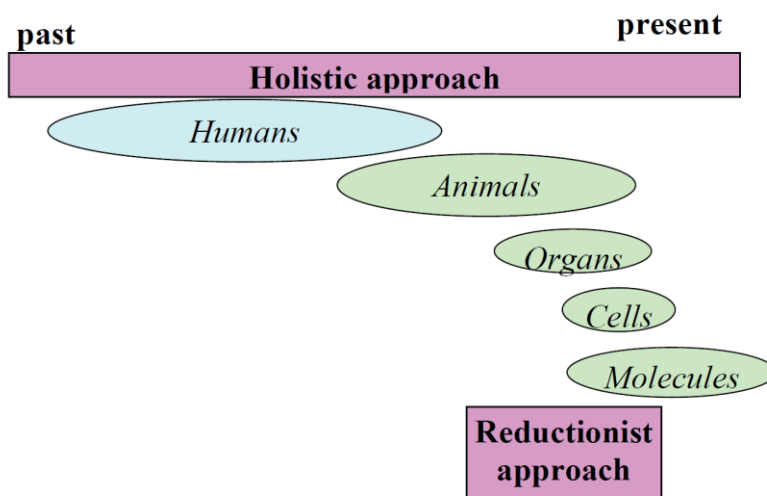 past
present
Holistic approach
Humans
Animals
Organs
Cells
Molecules
Reductionist
approach